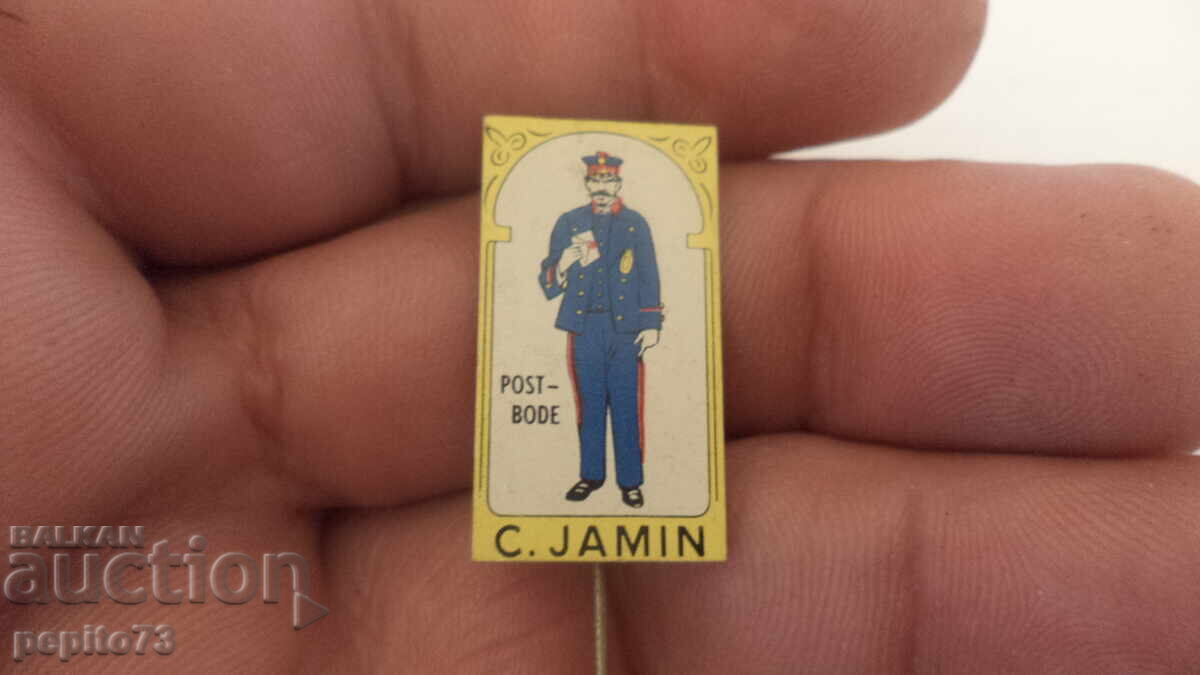 POST-
BODE
C. JAMIN
BALKAN
auction
pepito73